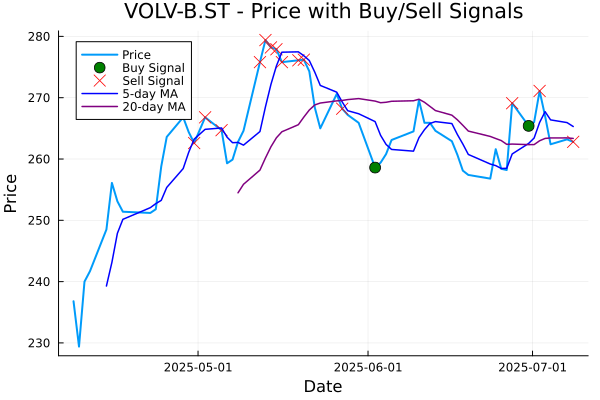 VOLV-B.ST - Price with Buy/Sell Signals
280
270
260
250
240
230
Price
Price
Buy Signal
Sell Signal
5-day MA
20-day MA
2025-05-01
2025-06-01
2025-07-01
Date